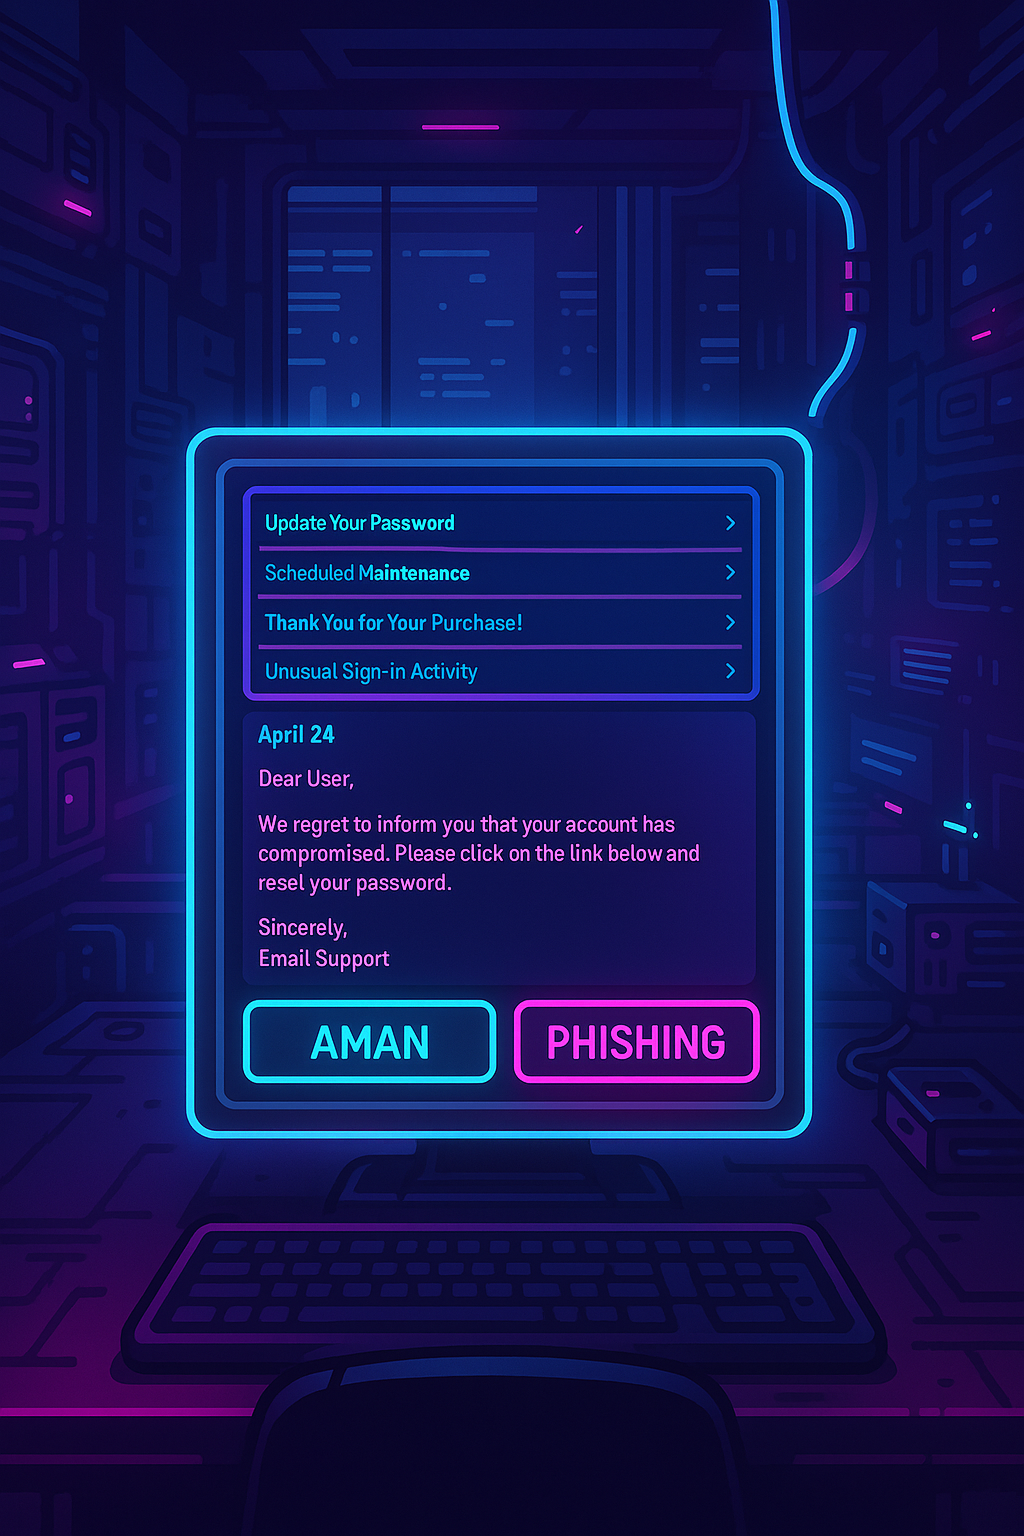 Update Your Password
Scheduled Maintenance
Thank You for Your Purchase!
Unusual Sign-in Activity
April 24
Dear User,
We regret to inform you that your account has
compromised. Please click on the link below and
resel your password.
Sincerely,
Email Support
AMAN
PHISHING